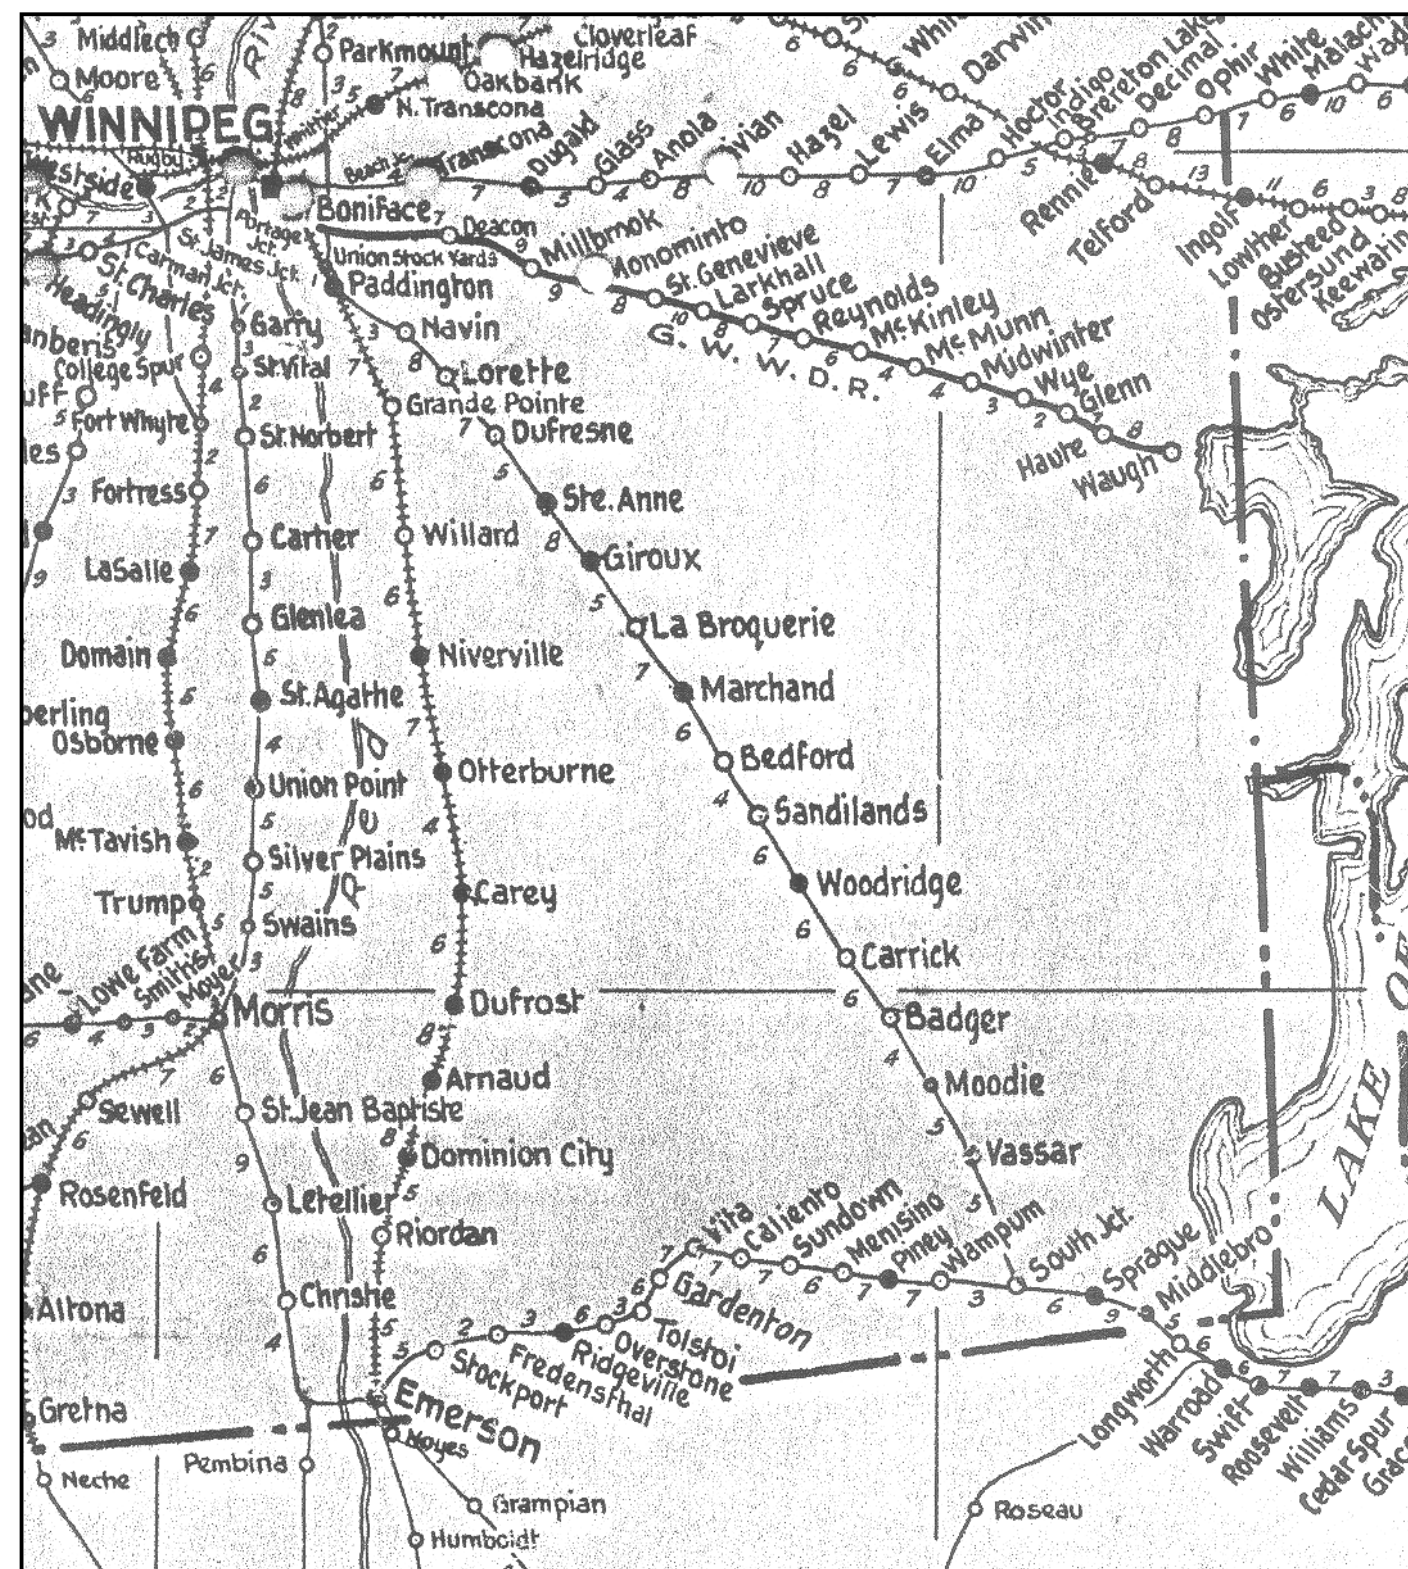 Middlech
Moore
WINNIPEG
Rugby
Westside
Parkmount
Cloverleaf
Hazelridge
Oakbank
N. Transcona
Beach Jc.
Transcona
Dugald
Glass
Anola
Vivian
Hazel
Lewis
Elma
Hoctor
Indigo
Brereton Lake
Decimal
Ophir
White
Malach
Darwin
Rennie
Telford
Ingolf
Lowther
Busteed
Ostersund
Keewatin
Boniface
Portage Jct.
St. James Jct.
Carman Jct.
St. Charles
Headingly
Union Stock Yards
Deacon
Millbrook
Monominto
St. Genevieve
Larkhall
Spruce
Reynolds
McKinley
McMunn
Midwinter
Wye
Glenn
Haute
Waugh
G. W. W. D. R.
Paddington
Navin
Lorette
Grande Pointe
Dufresne
Ste. Anne
Giroux
La Broquerie
Marchand
Bedford
Sandilands
Woodridge
Carrick
Badger
Moodie
Vassar
Garry
St. Vital
College Spur
Fort Whyte
St. Norbert
Fortress
Cartier
LaSalle
Glenlea
Domain
St. Agathe
Osborne
Union Point
McTavish
Silver Plains
Trump
Swains
Lowe Farm
Smith's
Moyer
Morris
Sewell
Rosenfeld
Altona
Gretna
Neche
Willard
Niverville
Otterburne
Carey
Dufrost
Arnaud
Dominion City
Riordan
St. Jean Baptiste
Letellier
Christie
Emerson
Noyes
Pembina
Grampian
Humboldt
Stockport
Fredensthal
Ridgeville
Overstone
Tolstoi
Gardenton
Vita
Caliento
Sundown
Menisino
Piney
Wampum
South Jct.
Sprague
Middlebro
Longworth
Warroad
Swift
Roosevelt
Williams
Cedar Spur
Roseau
LAKE OF